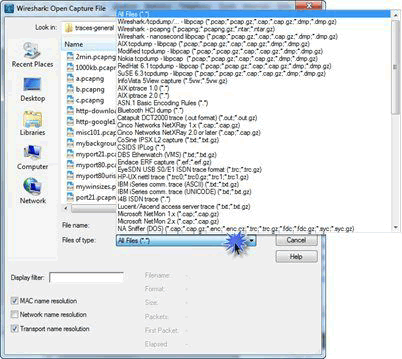 Wireshark: Open Capture File
Look in:
traces-general
Recent Places
Desktop
Libraries
Computer
Network
Name
2min.pcapng
1000kb.pcapng
a.pcapng
b.pcapng
c.pcapng
http-download
http-google1
misc101.pcapng
mybackground
myport21.pcapng
myport80.pcapng
myport80uri
mywinsizes.p
port21.pcapng
File name:
Files of type:
All Files (*.*)
Cancel
Help
All Files (*.*)
Wireshark/tcpdump/... - libpcap (*.pcap;*.pcap.gz;*.cap;*.cap.gz;*.dmp;*.dmp.gz)
Wireshark - pcapng (*.pcapng;*.pcapng.gz;*.ntar;*.ntar.gz)
Wireshark - nanosecond libpcap (*.pcap;*.pcap.gz;*.cap;*.cap.gz;*.dmp;*.dmp.gz)
AIX tcpdump - libpcap (*.pcap;*.pcap.gz;*.cap;*.cap.gz;*.dmp;*.dmp.gz)
Modified tcpdump - libpcap (*.pcap;*.pcap.gz;*.cap;*.cap.gz;*.dmp;*.dmp.gz)
Nokia tcpdump - libpcap (*.pcap;*.pcap.gz;*.cap;*.cap.gz;*.dmp;*.dmp.gz)
RedHat 6.1 tcpdump - libpcap (*.pcap;*.pcap.gz;*.cap;*.cap.gz;*.dmp;*.dmp.gz)
SuSE 6.3 tcpdump - libpcap (*.pcap;*.pcap.gz;*.cap;*.cap.gz;*.dmp;*.dmp.gz)
InfoVista 5View capture (*.5vw;*.5vw.gz)
AIX iptrace 1.0 (*.*)
AIX iptrace 2.0 (*.*)
ASN.1 Basic Encoding Rules (*.*)
Bluetooth HCI dump (*.*)
Catapult DCT2000 trace (.out format) (*.out;*.out.gz)
Cinco Networks NetXRay 1.x (*.cap;*.cap.gz)
Cinco Networks NetXRay 2.0 or later (*.cap;*.cap.gz)
CoSine IPSX L2 capture (*.txt;*.txt.gz)
CSIDS IPLog (*.*)
DBS Etherwatch (VMS) (*.txt;*.txt.gz)
Endace ERF capture (*.erf;*.erf.gz)
EyeSDN USB S0/E1 ISDN trace format (*.trc;*.trc.gz)
HP-UX nettl trace (*.trc0;*.trc0.gz;*.trc1;*.trc1.gz)
IBM iSeries comm. trace (ASCII) (*.txt;*.txt.gz)
IBM iSeries comm. trace (UNICODE) (*.txt;*.txt.gz)
I4B ISDN trace (*.*)
Lucent/Ascend access server trace (*.txt;*.txt.gz)
Microsoft NetMon 1.x (*.cap;*.cap.gz)
Microsoft NetMon 2.x (*.cap;*.cap.gz)
NA Sniffer (DOS) (*.cap;*.cap.gz;*.enc;*.enc.gz;*.trc;*.trc.gz;*.fdc;*.fdc.gz;*.syc;*.syc.gz)
Display filter:
MAC name resolution
Network name resolution
Transport name resolution
Filename: -
Format: -
Size: -
Packets: -
First Packet: -
Elapsed -